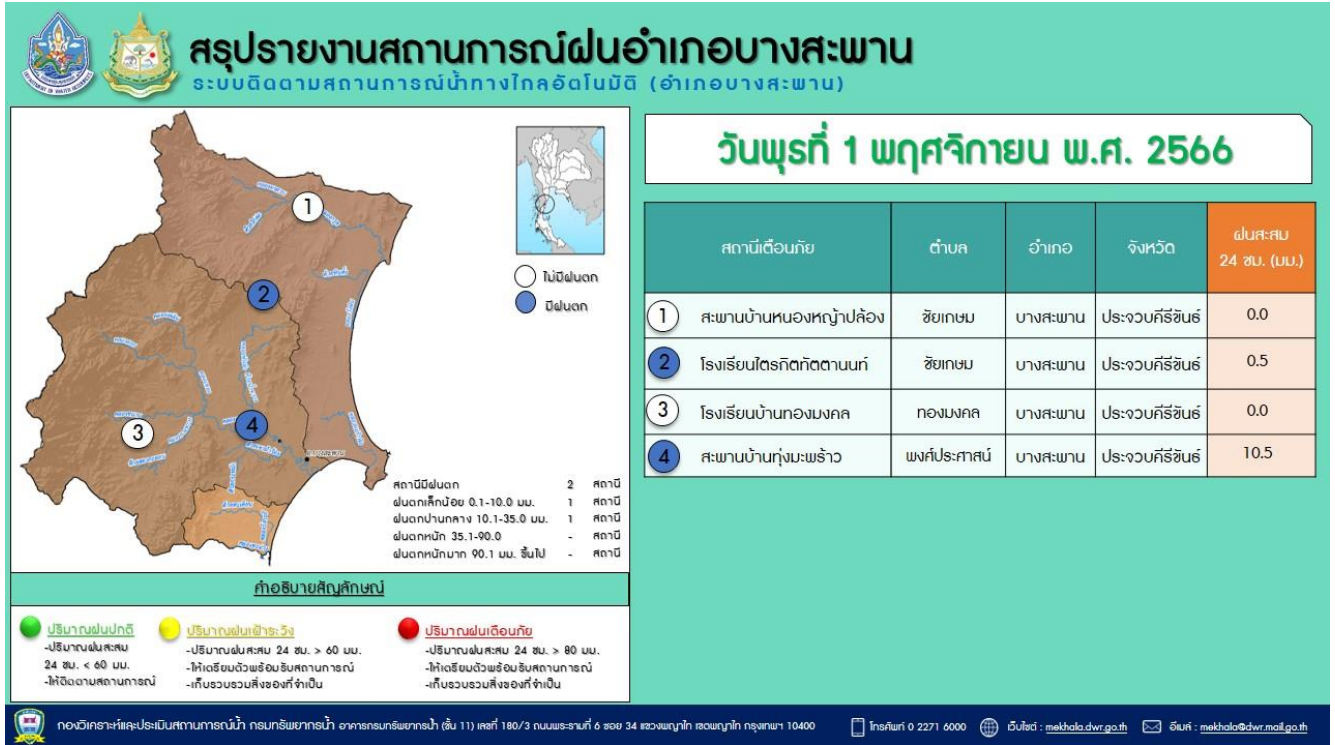 สรุปรายงานสถานการณ์ฝนอำเภอบางสะพาน
ระบบติดตามสถานการณ์น้ำทางไกลอัตโนมัติ (อำเภอบางสะพาน)
วันพุธที่ 1 พฤศจิกายน พ.ศ. 2566
1
2
3
4
ไม่มีฝนตก
มีฝนตก
สถานีมีฝนตก 2 สถานี
ฝนตกเล็กน้อย 0.1-10.0 มม. 1 สถานี
ฝนตกปานกลาง 10.1-35.0 มม. 1 สถานี
ฝนตกหนัก 35.1-90.0 - สถานี
ฝนตกหนักมาก 90.1 มม. ขึ้นไป - สถานี
คำอธิบายสัญลักษณ์
ปริมาณฝนปกติ
-ปริมาณฝนสะสม
24 ชม. < 60 มม.
-ให้ติดตามสถานการณ์
ปริมาณฝนเฝ้าระวัง
-ปริมาณฝนสะสม 24 ชม. > 60 มม.
-ให้เตรียมตัวพร้อมรับสถานการณ์
-เก็บรวบรวมสิ่งของที่จำเป็น
ปริมาณฝนเตือนภัย
-ปริมาณฝนสะสม 24 ชม. > 80 มม.
-ให้เตรียมตัวพร้อมรับสถานการณ์
-เก็บรวบรวมสิ่งของที่จำเป็น
สถานีเตือนภัย ตำบล อำเภอ จังหวัด ฝนสะสม
24 ชม. (มม.)
1 สะพานบ้านหนองหญ้าปล้อง ชัยเกษม บางสะพาน ประจวบคีรีขันธ์ 0.0
2 โรงเรียนไตรกิตทัตตานนท์ ชัยเกษม บางสะพาน ประจวบคีรีขันธ์ 0.5
3 โรงเรียนบ้านทองมงคล ทองมงคล บางสะพาน ประจวบคีรีขันธ์ 0.0
4 สะพานบ้านทุ่งมะพร้าว พงศ์ประศาสน์ บางสะพาน ประจวบคีรีขันธ์ 10.5
กองวิเคราะห์และประเมินสถานการณ์น้ำ กรมทรัพยากรน้ำ อาคารกรมทรัพยากรน้ำ (ชั้น 11) เลขที่ 180/3 ถนนพระรามที่ 6 ซอย 34 แขวงพญาไท เขตพญาไท กรุงเทพฯ 10400 โทรศัพท์ 0 2271 6000 เว็บไซต์ : mekhala.dwr.go.th อีเมล์ : mekhala@dwr.mail.go.th